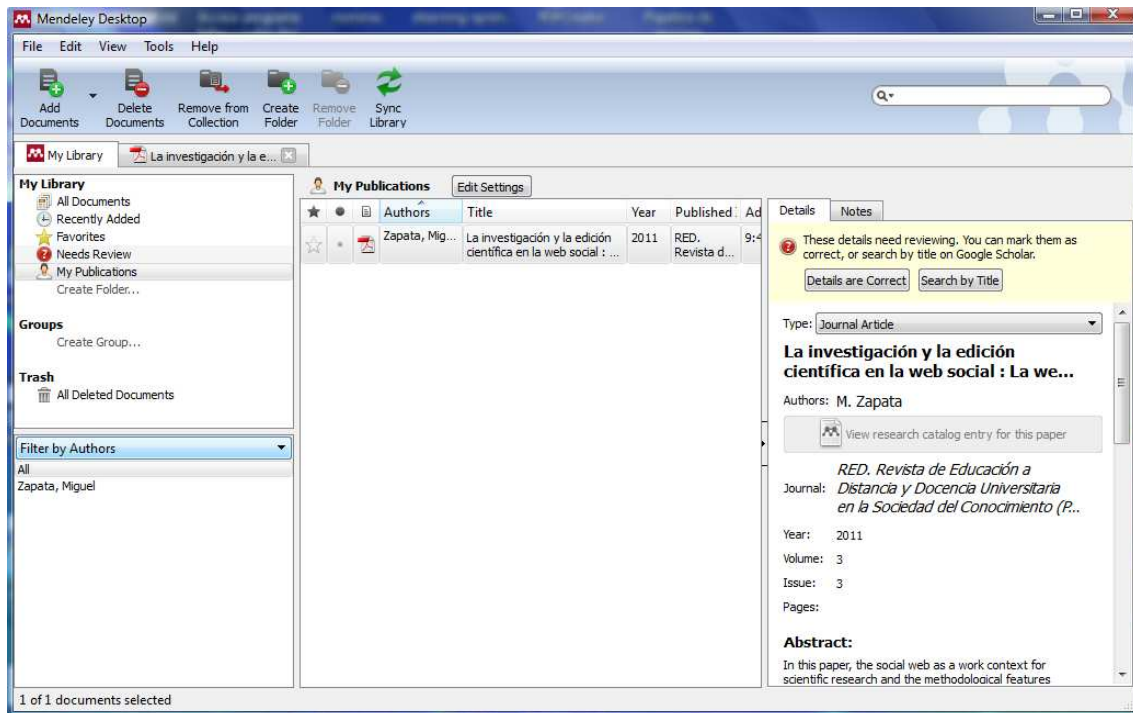 Mendeley Desktop
File Edit View Tools Help
Add Documents
Delete Documents
Remove from Collection
Create Folder
Remove Folder
Sync Library
My Library
La investigación y la e...
My Library
All Documents
Recently Added
Favorites
Needs Review
My Publications
Create Folder...
Groups
Create Group...
Trash
All Deleted Documents
Filter by Authors
All
Zapata, Miguel
My Publications Edit Settings
Authors Title Year Published Ad
Zapata, Mig... La investigación y la edición 2011 RED. 9:4
científica en la web social : ... Revista d...
Details Notes
These details need reviewing. You can mark them as
correct, or search by title on Google Scholar.
Details are Correct Search by Title
Type: Journal Article
La investigación y la edición
científica en la web social : La we...
Authors: M. Zapata
View research catalog entry for this paper
RED. Revista de Educación a
Journal: Distancia y Docencia Universitaria
en la Sociedad del Conocimiento (P...
Year: 2011
Volume: 3
Issue: 3
Pages:
Abstract:
In this paper, the social web as a work context for
scientific research and the methodological features
1 of 1 documents selected